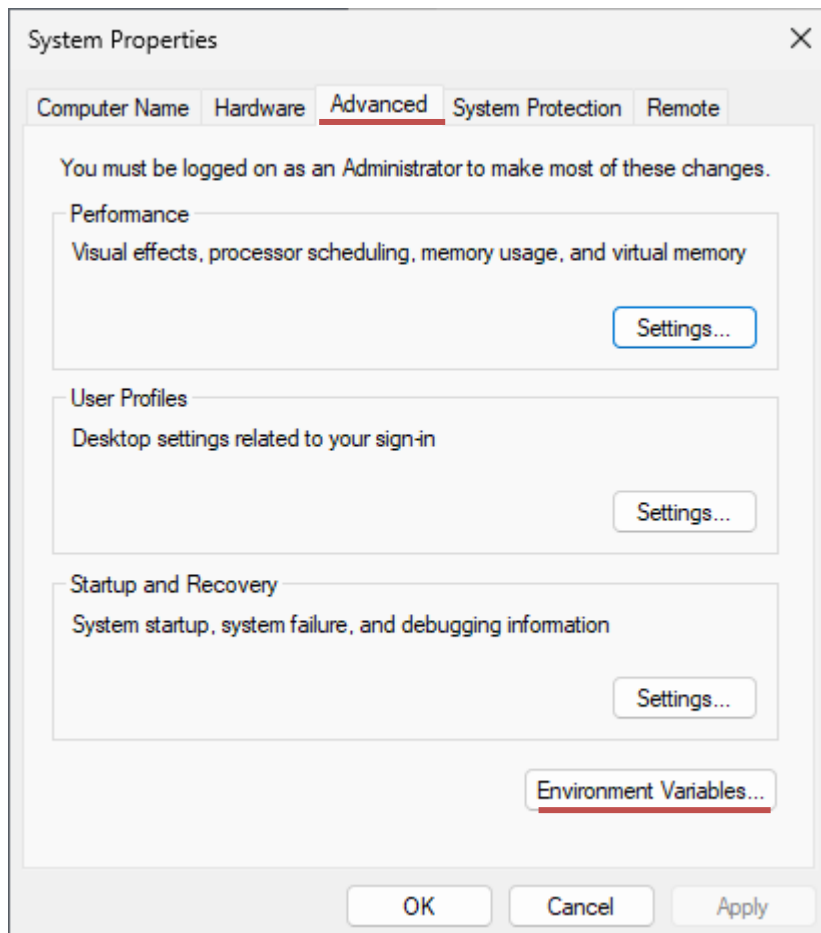 System Properties
Computer Name Hardware Advanced System Protection Remote
You must be logged on as an Administrator to make most of these changes.
Performance
Visual effects, processor scheduling, memory usage, and virtual memory
Settings...
User Profiles
Desktop settings related to your sign-in
Settings...
Startup and Recovery
System startup, system failure, and debugging information
Settings...
Environment Variables...
OK Cancel Apply